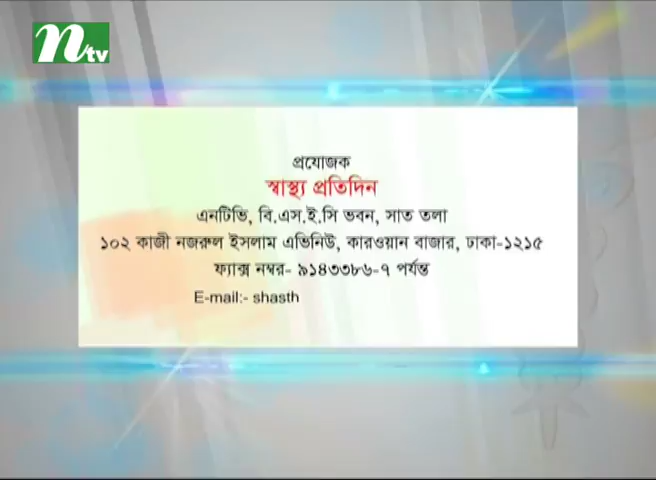 ntv
প্রযোজক
স্বাস্থ্য প্রতিদিন
এনটিভি, বি.এস.ই.সি ভবন, সাত তলা
১০২ কাজী নজরুল ইসলাম এভিনিউ, কারওয়ান বাজার, ঢাকা-১২১৫
ফ্যাক্স নম্বর- ৯১৪৩৩৮৬-৭ পর্যন্ত
E-mail:- shasth